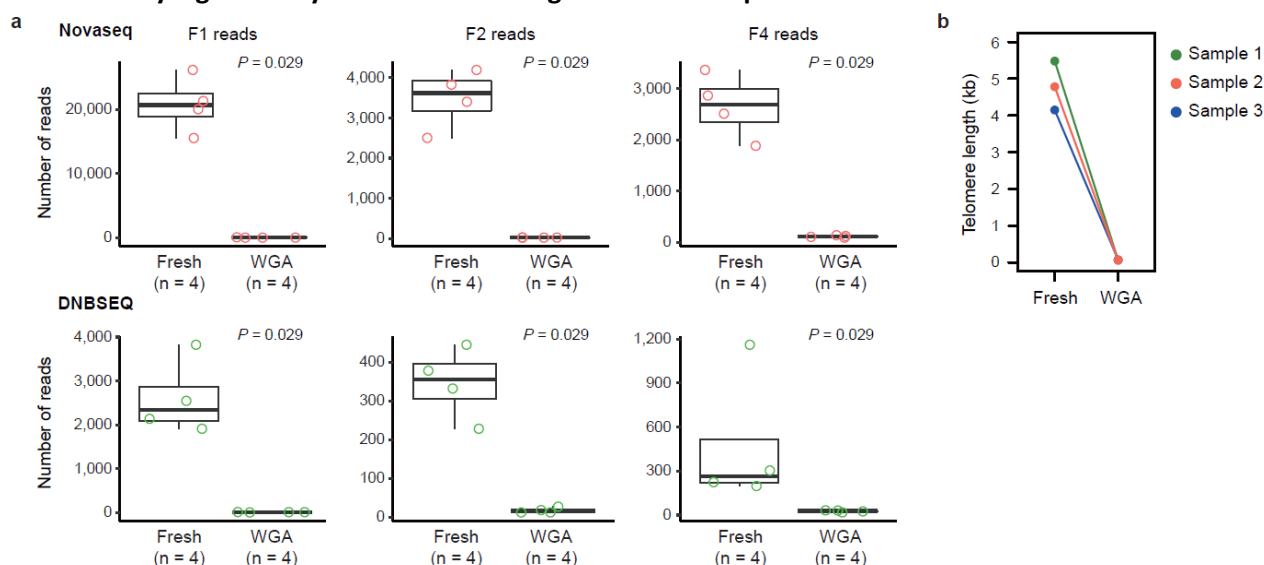 a
Novaseq
F1 reads
F2 reads
F4 reads
P = 0.029
P = 0.029
P = 0.029
Number of reads
20,000
10,000
0
4,000
3,000
2,000
1,000
0
3,000
2,000
1,000
0
Fresh
(n = 4)
WGA
(n = 4)
Fresh
(n = 4)
WGA
(n = 4)
Fresh
(n = 4)
WGA
(n = 4)
DNBSEQ
P = 0.029
P = 0.029
P = 0.029
Number of reads
4,000
3,000
2,000
1,000
0
400
300
200
100
0
1,200
900
600
300
0
Fresh
(n = 4)
WGA
(n = 4)
Fresh
(n = 4)
WGA
(n = 4)
Fresh
(n = 4)
WGA
(n = 4)
b
Telomere length (kb)
6
5
4
3
2
1
0
Fresh
WGA
Sample 1
Sample 2
Sample 3